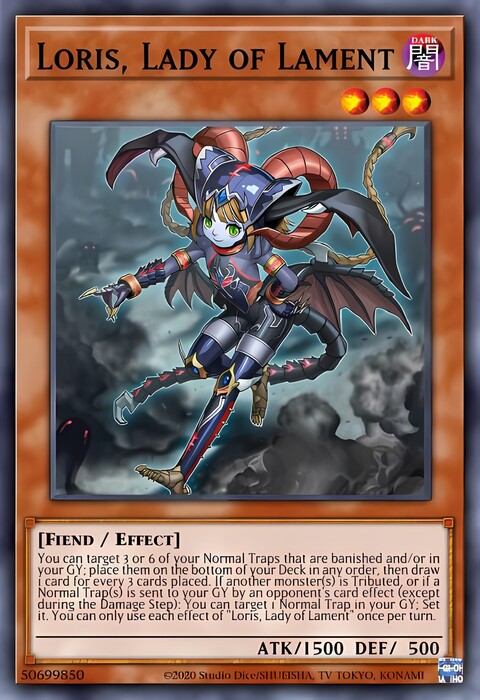 LORIS, LADY OF LAMENT
DARK
闇
[FIEND / EFFECT]
You can target 3 or 6 of your Normal Traps that are banished and/or in
your GY; place them on the bottom of your Deck in any order, then draw
1 card for every 3 cards placed. If another monster(s) is Tributed, or if a
Normal Trap(s) is sent to your GY by an opponent's card effect (except
during the Damage Step): You can target 1 Normal Trap in your GY; Set
it. You can only use each effect of "Loris, Lady of Lament" once per turn.
ATK/1500 DEF/ 500
50699850
©2020 Studio Dice/SHUEISHA, TV TOKYO, KONAMI